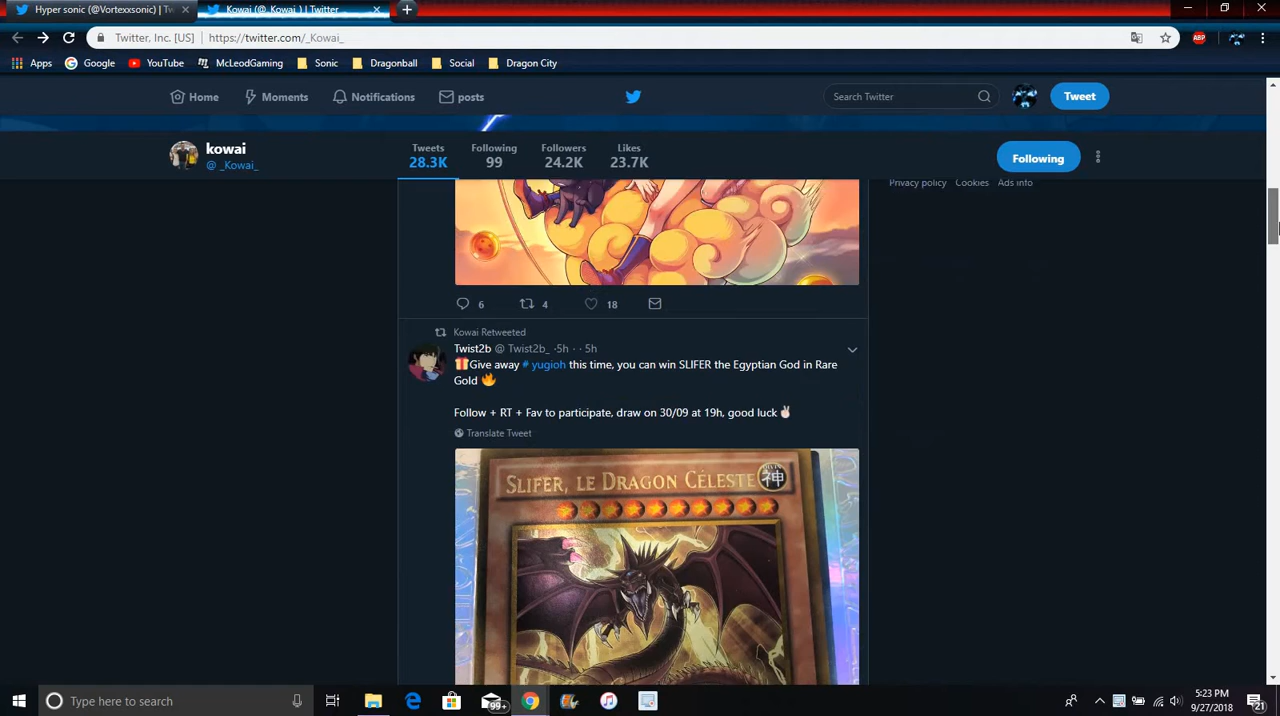 Hyper sonic (@Vortexxsonic) | Tw
Kowai (@_Kowai_) | Twitter
Twitter, Inc. [US] https://twitter.com/_Kowai_
ABP
Apps Google YouTube McLeodGaming Sonic Dragonball Social Dragon City
Home Moments Notifications posts Search Twitter Tweet
kowai
@ _Kowai_
Tweets Following Followers Likes
28.3K 99 24.2K 23.7K
Following
Privacy policy Cookies Ads info
6 4 18
Kowai Retweeted
Twist2b @ Twist2b_ ·5h · · 5h
🎁Give away # yugioh this time, you can win SLIFER the Egyptian God in Rare
Gold 🔥
Follow + RT + Fav to participate, draw on 30/09 at 19h, good luck✌🏻
Translate Tweet
SLIFER, LE DRAGON CÉLESTE
神
Type here to search
99+
5:23 PM
9/27/2018
21